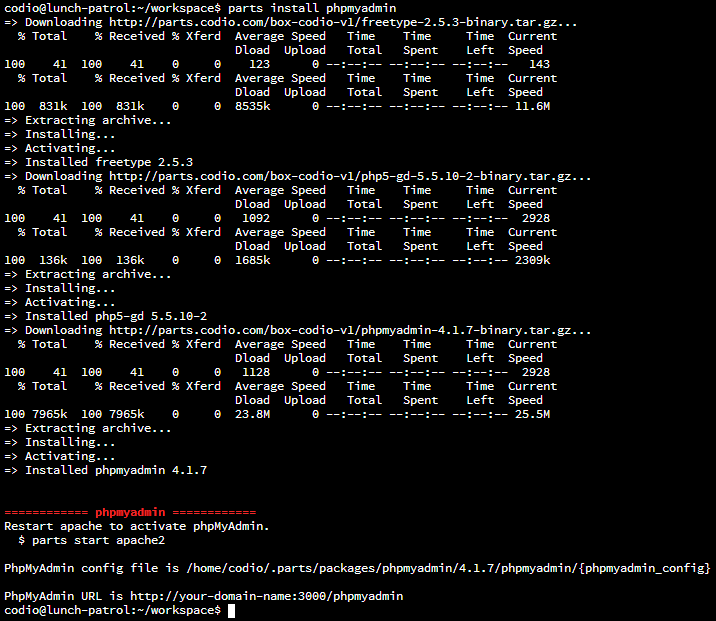 codio@lunch-patrol:~/workspace$ parts install phpmyadmin
=> Downloading http://parts.codio.com/box-codio-v1/freetype-2.5.3-binary.tar.gz...
  % Total    % Received % Xferd  Average Speed   Time    Time     Time  Current
                                 Dload  Upload   Total   Spent    Left  Speed
100    41  100    41    0     0    123      0 --:--:-- --:--:-- --:--:--   143
  % Total    % Received % Xferd  Average Speed   Time    Time     Time  Current
                                 Dload  Upload   Total   Spent    Left  Speed
100  831k  100  831k    0     0  8535k      0 --:--:-- --:--:-- --:--:-- 11.6M
=> Extracting archive...
=> Installing...
=> Activating...
=> Installed freetype 2.5.3
=> Downloading http://parts.codio.com/box-codio-v1/php5-gd-5.5.10-2-binary.tar.gz...
  % Total    % Received % Xferd  Average Speed   Time    Time     Time  Current
                                 Dload  Upload   Total   Spent    Left  Speed
100    41  100    41    0     0   1092      0 --:--:-- --:--:-- --:--:--  2928
  % Total    % Received % Xferd  Average Speed   Time    Time     Time  Current
                                 Dload  Upload   Total   Spent    Left  Speed
100  136k  100  136k    0     0  1685k      0 --:--:-- --:--:-- --:--:-- 2309k
=> Extracting archive...
=> Installing...
=> Activating...
=> Installed php5-gd 5.5.10-2
=> Downloading http://parts.codio.com/box-codio-v1/phpmyadmin-4.1.7-binary.tar.gz...
  % Total    % Received % Xferd  Average Speed   Time    Time     Time  Current
                                 Dload  Upload   Total   Spent    Left  Speed
100    41  100    41    0     0   1128      0 --:--:-- --:--:-- --:--:--  2928
  % Total    % Received % Xferd  Average Speed   Time    Time     Time  Current
                                 Dload  Upload   Total   Spent    Left  Speed
100 7965k  100 7965k    0     0  23.8M      0 --:--:-- --:--:-- --:--:-- 25.5M
=> Extracting archive...
=> Installing...
=> Activating...
=> Installed phpmyadmin 4.1.7
============ phpmyadmin ============
Restart apache to activate phpMyAdmin.
  $ parts start apache2
PhpMyAdmin config file is /home/codio/.parts/packages/phpmyadmin/4.1.7/phpmyadmin/{phpmyadmin_config}
PhpMyAdmin URL is http://your-domain-name:3000/phpmyadmin
codio@lunch-patrol:~/workspace$